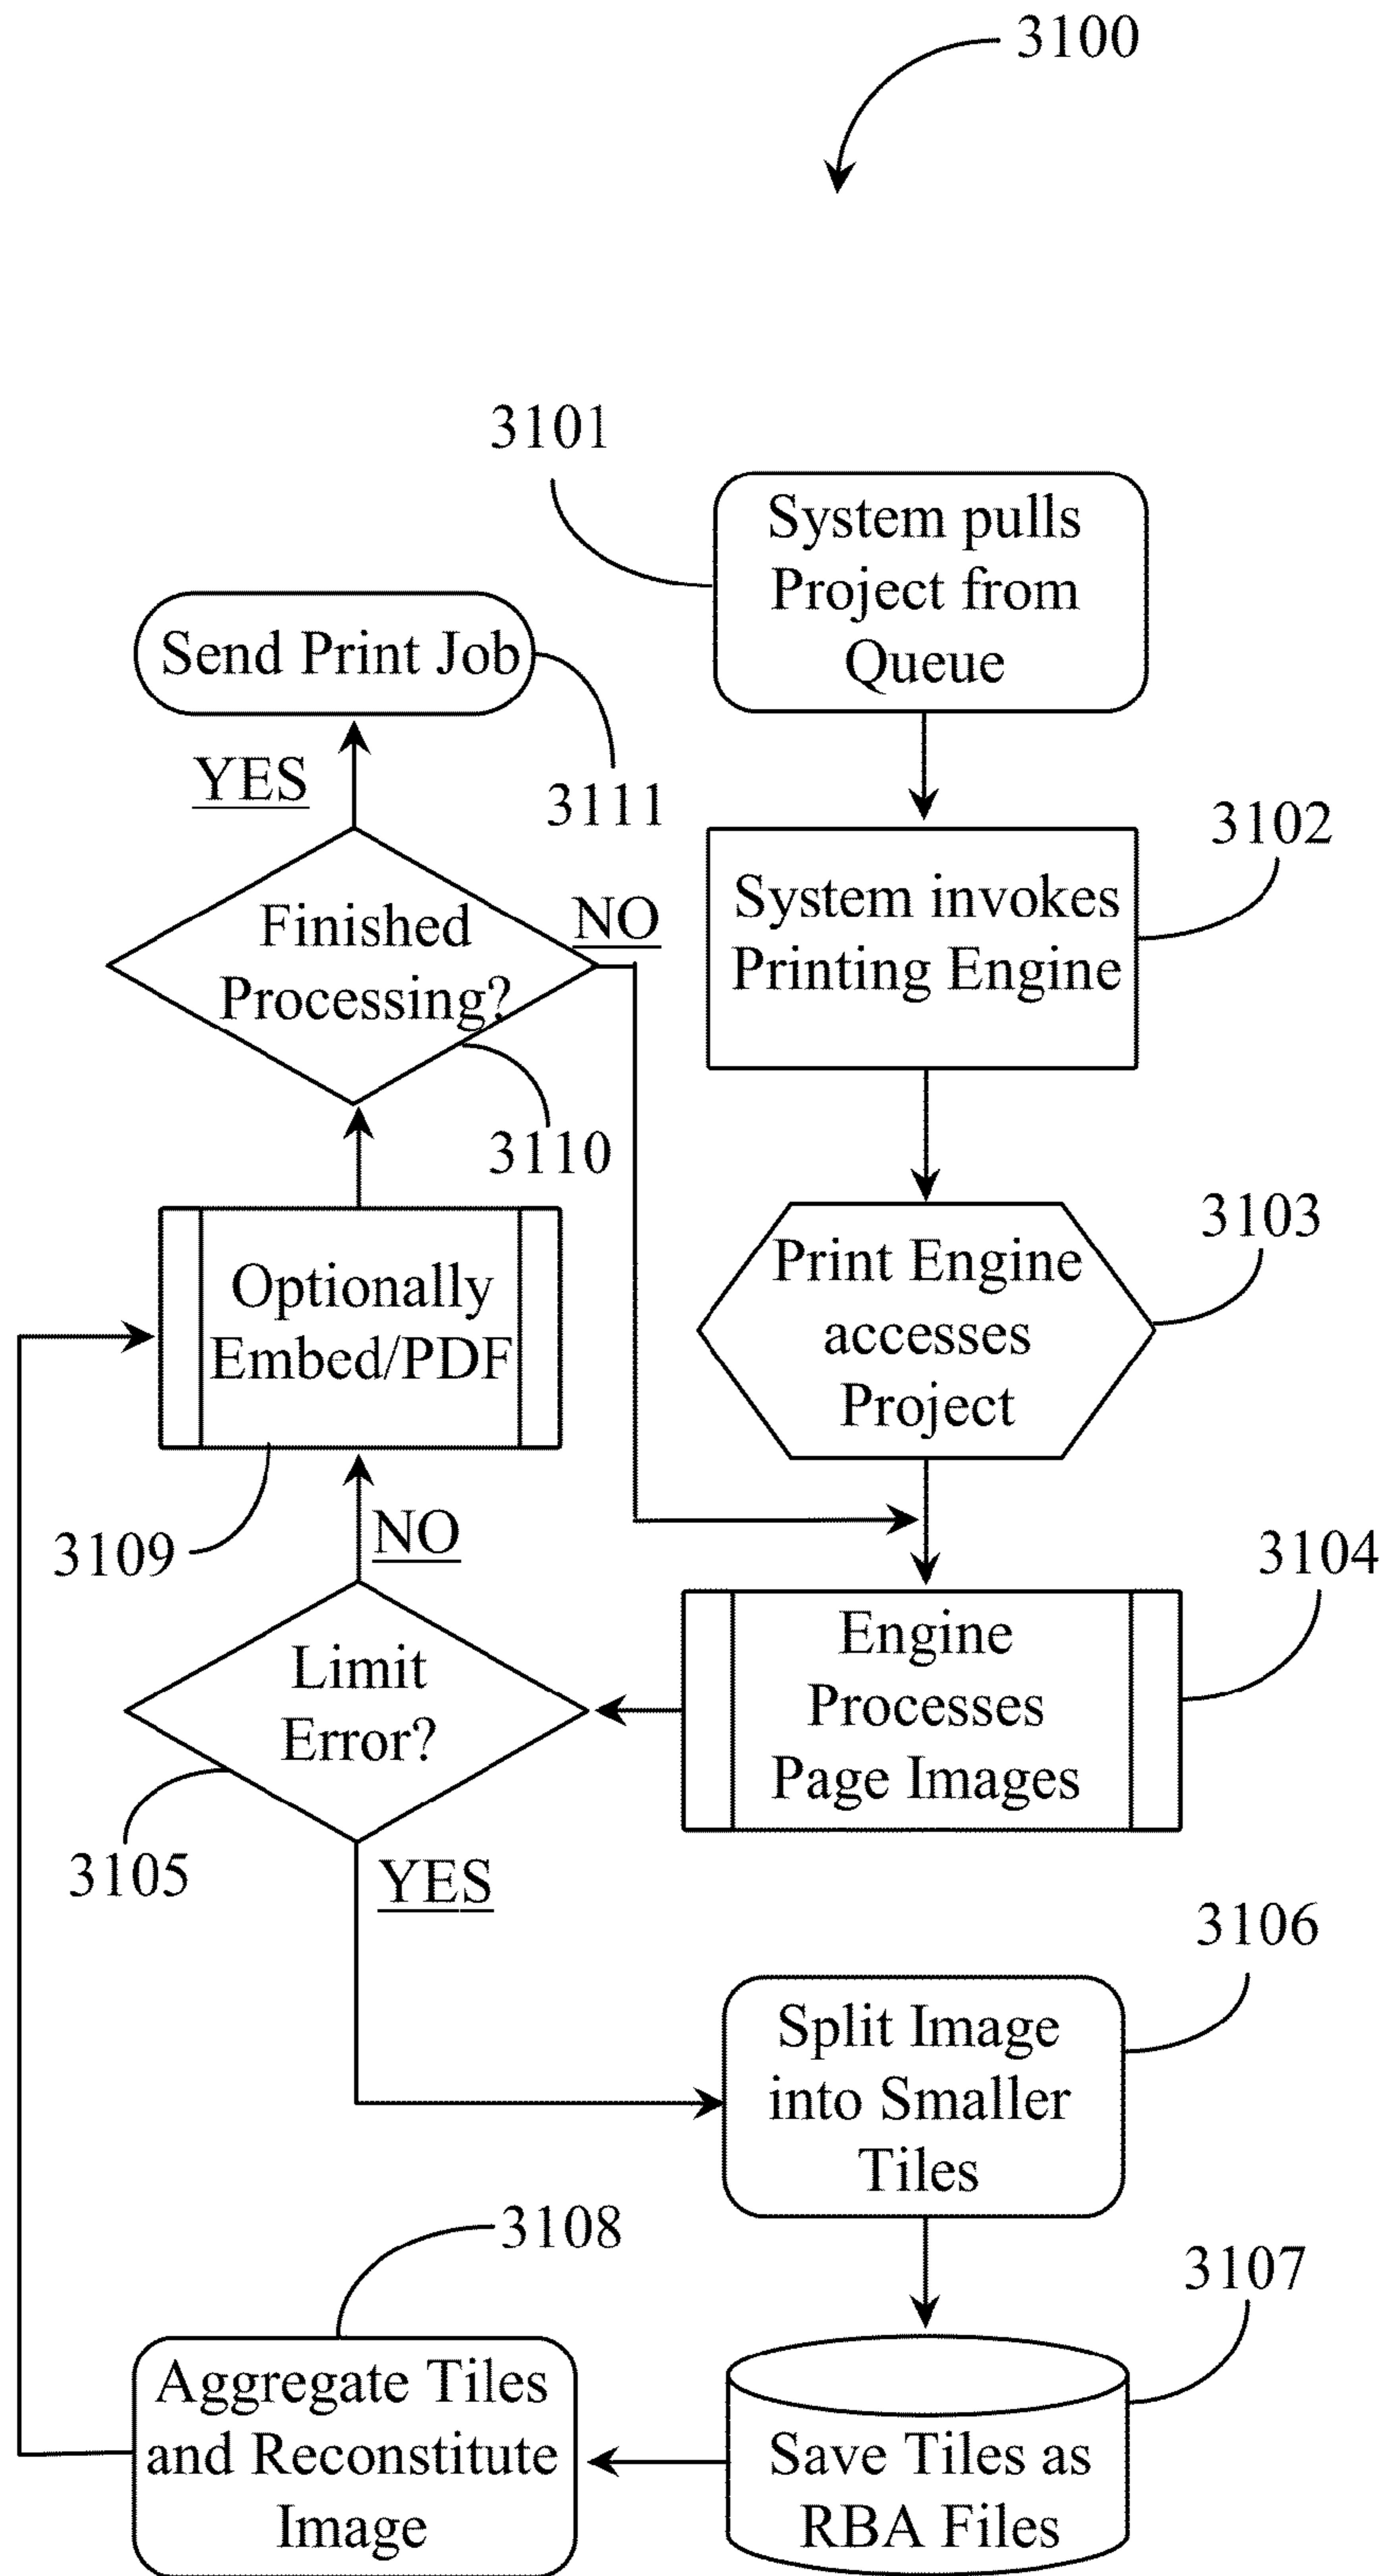 3100
3101
System pulls
Project from
Queue
Send Print Job
3111
YES
3102
System invokes
Printing Engine
Finished
Processing?
NO
3110
3103
Print Engine
accesses
Project
Optionally
Embed/PDF
3109
NO
3104
Engine
Processes
Page Images
Limit
Error?
3105
YES
3106
Split Image
into Smaller
Tiles
3108
3107
Aggregate Tiles
and Reconstitute
Image
Save Tiles as
RBA Files